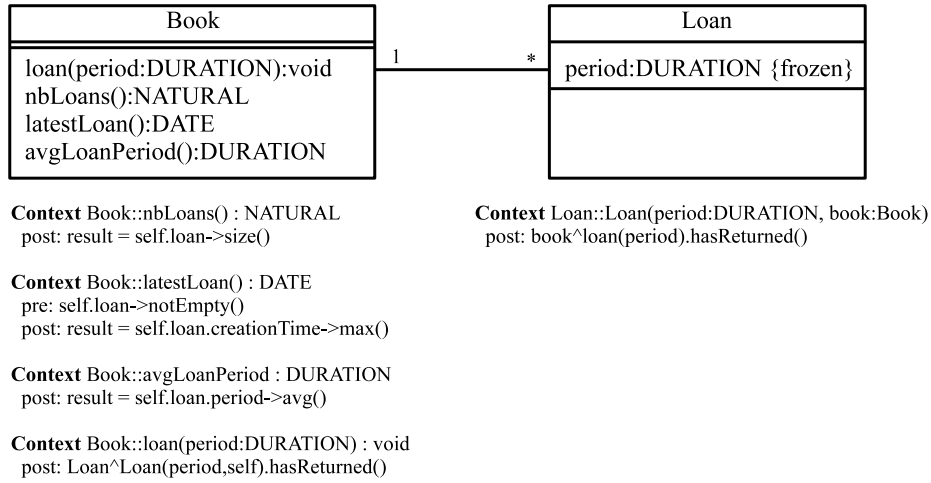 Book
loan(period:DURATION):void
nbLoans():NATURAL
latestLoan():DATE
avgLoanPeriod():DURATION
1
*
Loan
period:DURATION {frozen}
Context Book::nbLoans() : NATURAL
post: result = self.loan->size()
Context Book::latestLoan() : DATE
pre: self.loan->notEmpty()
post: result = self.loan.creationTime->max()
Context Book::avgLoanPeriod : DURATION
post: result = self.loan.period->avg()
Context Book::loan(period:DURATION) : void
post: Loan^Loan(period,self).hasReturned()
Context Loan::Loan(period:DURATION, book:Book)
post: book^loan(period).hasReturned()